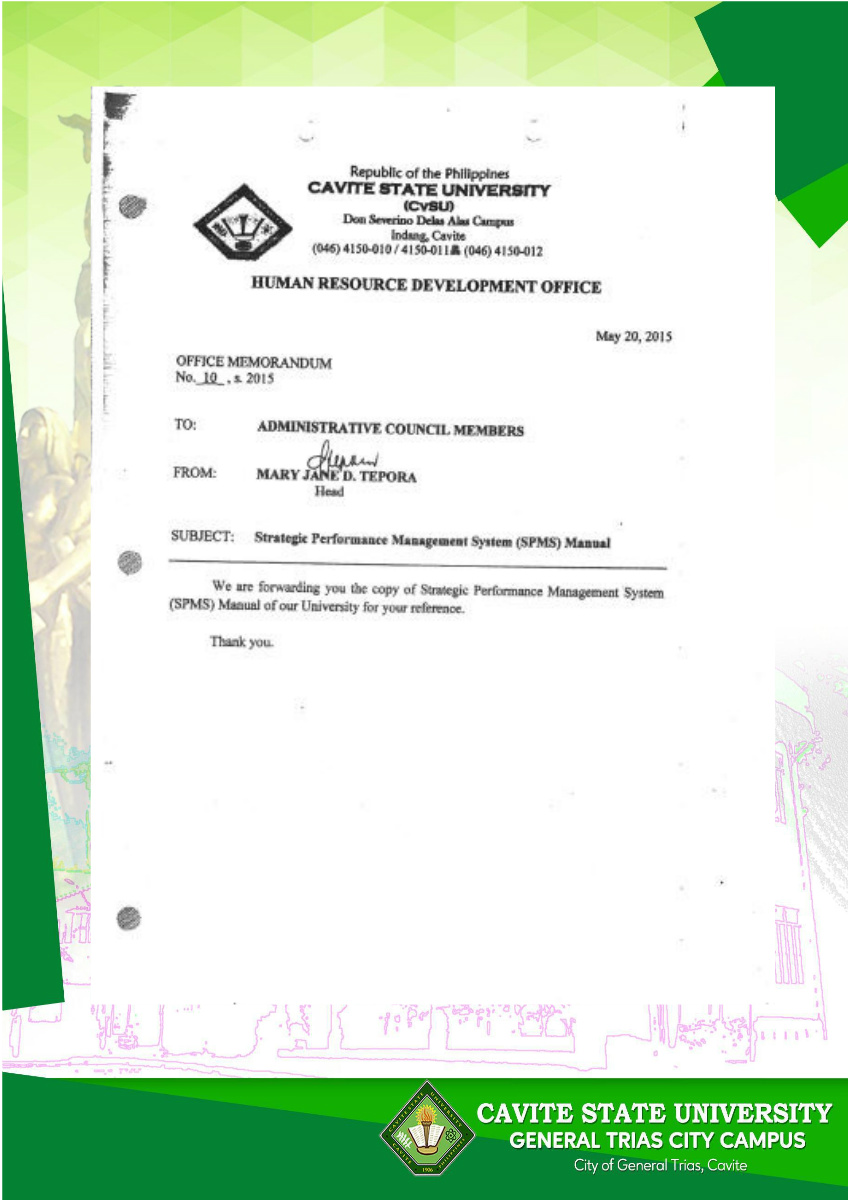 Republic of the Philippines
CAVITE STATE UNIVERSITY
(CvSU)
Don Severino Delas Alas Campus
Indang, Cavite
(046) 4150-010 / 4150-011 (046) 4150-012
HUMAN RESOURCE DEVELOPMENT OFFICE
May 20, 2015
OFFICE MEMORANDUM
No. 10 , s. 2015
TO: ADMINISTRATIVE COUNCIL MEMBERS
FROM: MARY JANE D. TEPORA
Head
SUBJECT: Strategic Performance Management System (SPMS) Manual
We are forwarding you the copy of Strategic Performance Management System
(SPMS) Manual of our University for your reference.
Thank you.
CAVITE STATE UNIVERSITY
GENERAL TRIAS CITY CAMPUS
City of General Trias, Cavite
1906